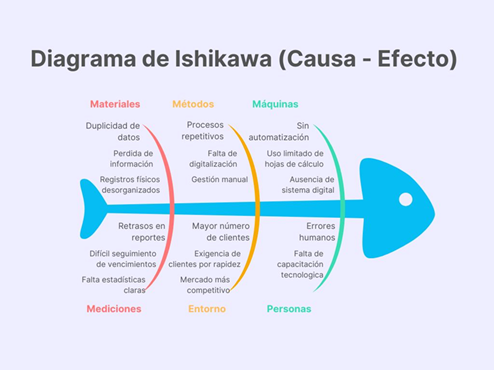 Diagrama de Ishikawa (Causa - Efecto)
Materiales
Métodos
Máquinas
Duplicidad de
datos
Perdida de
información
Registros físicos
desorganizados
Procesos
repetitivos
Falta de
digitalización
Gestión manual
Sin
automatización
Uso limitado de
hojas de cálculo
Ausencia de
sistema digital
Retrasos en
reportes
Difícil seguimiento
de vencimientos
Falta estadísticas
claras
Mayor número
de clientes
Exigencia de
clientes por rapidez
Mercado más
competitivo
Errores
humanos
Falta de
capacitación
tecnologica
Mediciones
Entorno
Personas